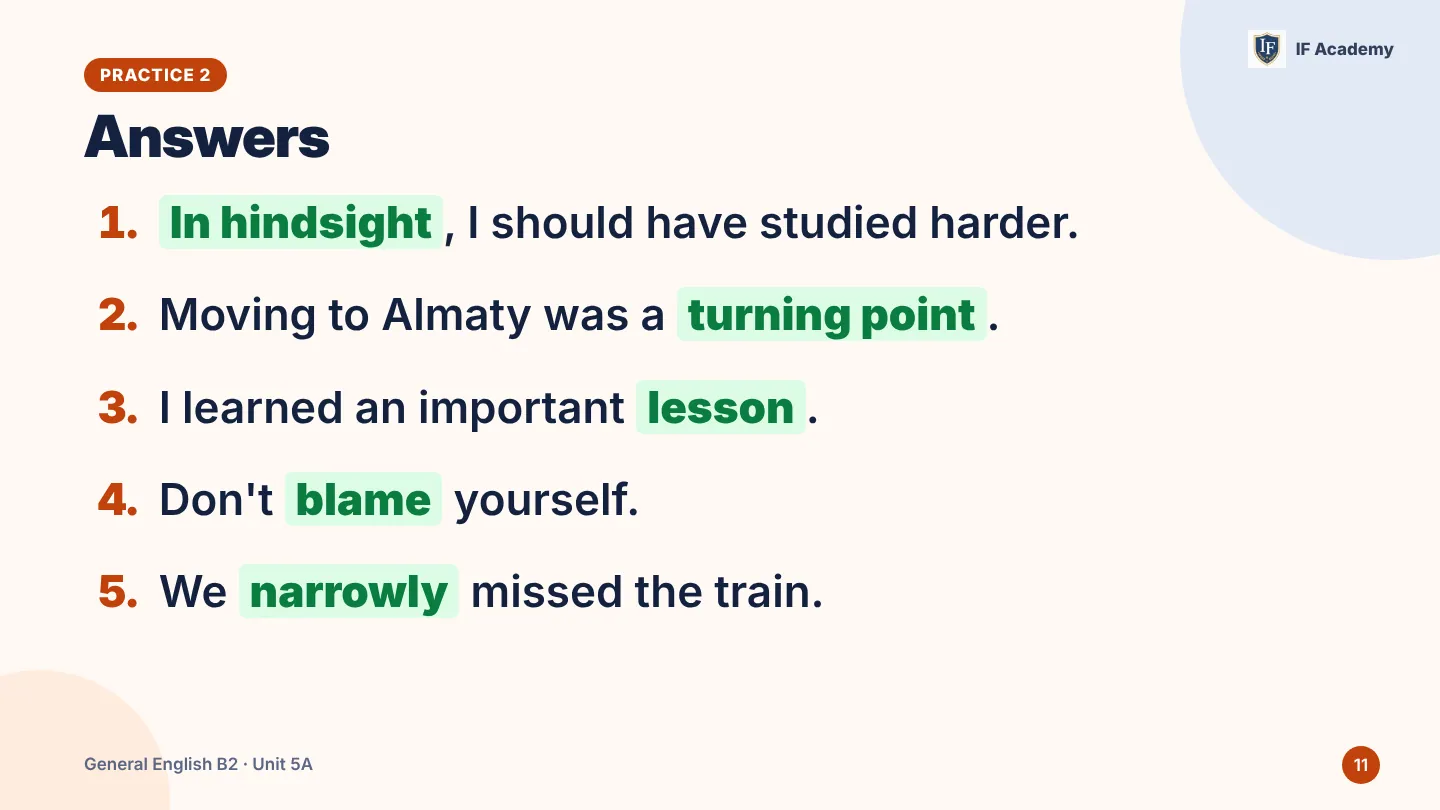 IF IF Academy
PRACTICE 2
Answers
1. In hindsight, I should have studied harder.
2. Moving to Almaty was a turning point.
3. I learned an important lesson.
4. Don't blame yourself.
5. We narrowly missed the train.
General English B2 · Unit 5A
11